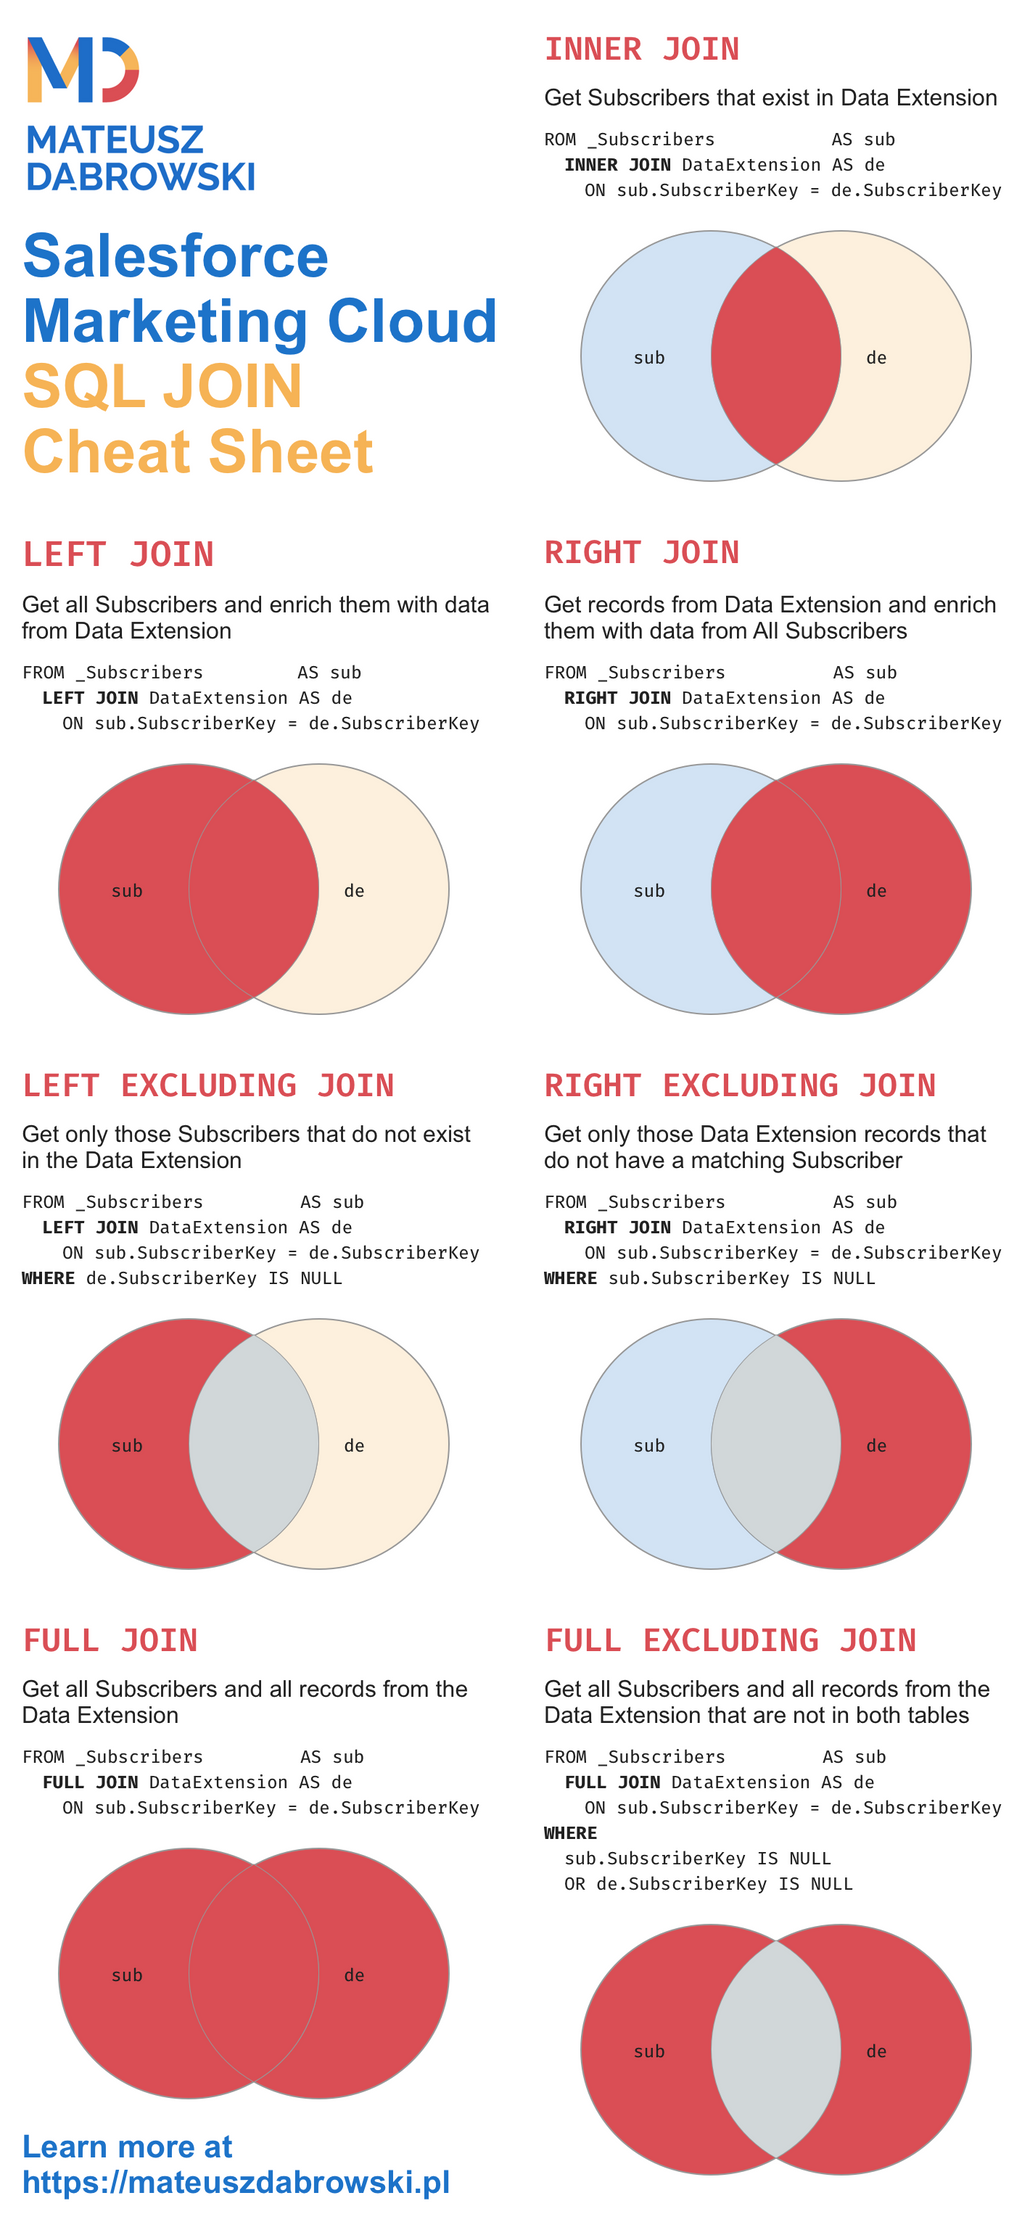 MD
MATEUSZ
DĄBROWSKI
Salesforce
Marketing Cloud
SQL JOIN
Cheat Sheet
INNER JOIN
Get Subscribers that exist in Data Extension
ROM _Subscribers AS sub
INNER JOIN DataExtension AS de
ON sub.SubscriberKey = de.SubscriberKey
sub
de
LEFT JOIN
Get all Subscribers and enrich them with data
from Data Extension
FROM _Subscribers AS sub
LEFT JOIN DataExtension AS de
ON sub.SubscriberKey = de.SubscriberKey
sub
de
RIGHT JOIN
Get records from Data Extension and enrich
them with data from All Subscribers
FROM _Subscribers AS sub
RIGHT JOIN DataExtension AS de
ON sub.SubscriberKey = de.SubscriberKey
sub
de
LEFT EXCLUDING JOIN
Get only those Subscribers that do not exist
in the Data Extension
FROM _Subscribers AS sub
LEFT JOIN DataExtension AS de
ON sub.SubscriberKey = de.SubscriberKey
WHERE de.SubscriberKey IS NULL
sub
de
RIGHT EXCLUDING JOIN
Get only those Data Extension records that
do not have a matching Subscriber
FROM _Subscribers AS sub
RIGHT JOIN DataExtension AS de
ON sub.SubscriberKey = de.SubscriberKey
WHERE sub.SubscriberKey IS NULL
sub
de
FULL JOIN
Get all Subscribers and all records from the
Data Extension
FROM _Subscribers AS sub
FULL JOIN DataExtension AS de
ON sub.SubscriberKey = de.SubscriberKey
sub
de
FULL EXCLUDING JOIN
Get all Subscribers and all records from the
Data Extension that are not in both tables
FROM _Subscribers AS sub
FULL JOIN DataExtension AS de
ON sub.SubscriberKey = de.SubscriberKey
WHERE
sub.SubscriberKey IS NULL
OR de.SubscriberKey IS NULL
sub
de
Learn more at
https://mateuszdabrowski.pl